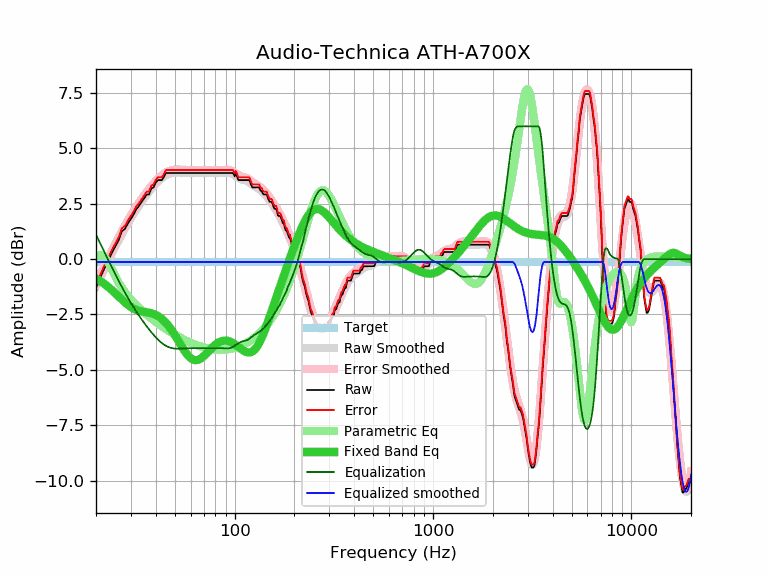 Audio-Technica ATH-A700X
Amplitude (dBr)
7.5
5.0
2.5
0.0
−2.5
−5.0
−7.5
−10.0
Target
Raw Smoothed
Error Smoothed
Raw
Error
Parametric Eq
Fixed Band Eq
Equalization
Equalized smoothed
100
1000
10000
Frequency (Hz)